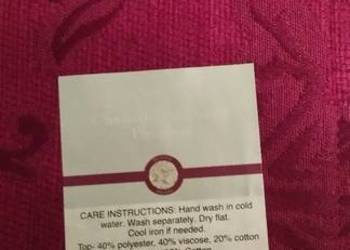 CARE INSTRUCTIONS: Hand wash in cold
water. Wash separately. Dry flat.
Cool iron if needed.
Top- 40% polyester, 40% viscose, 20% cotton
Cotton